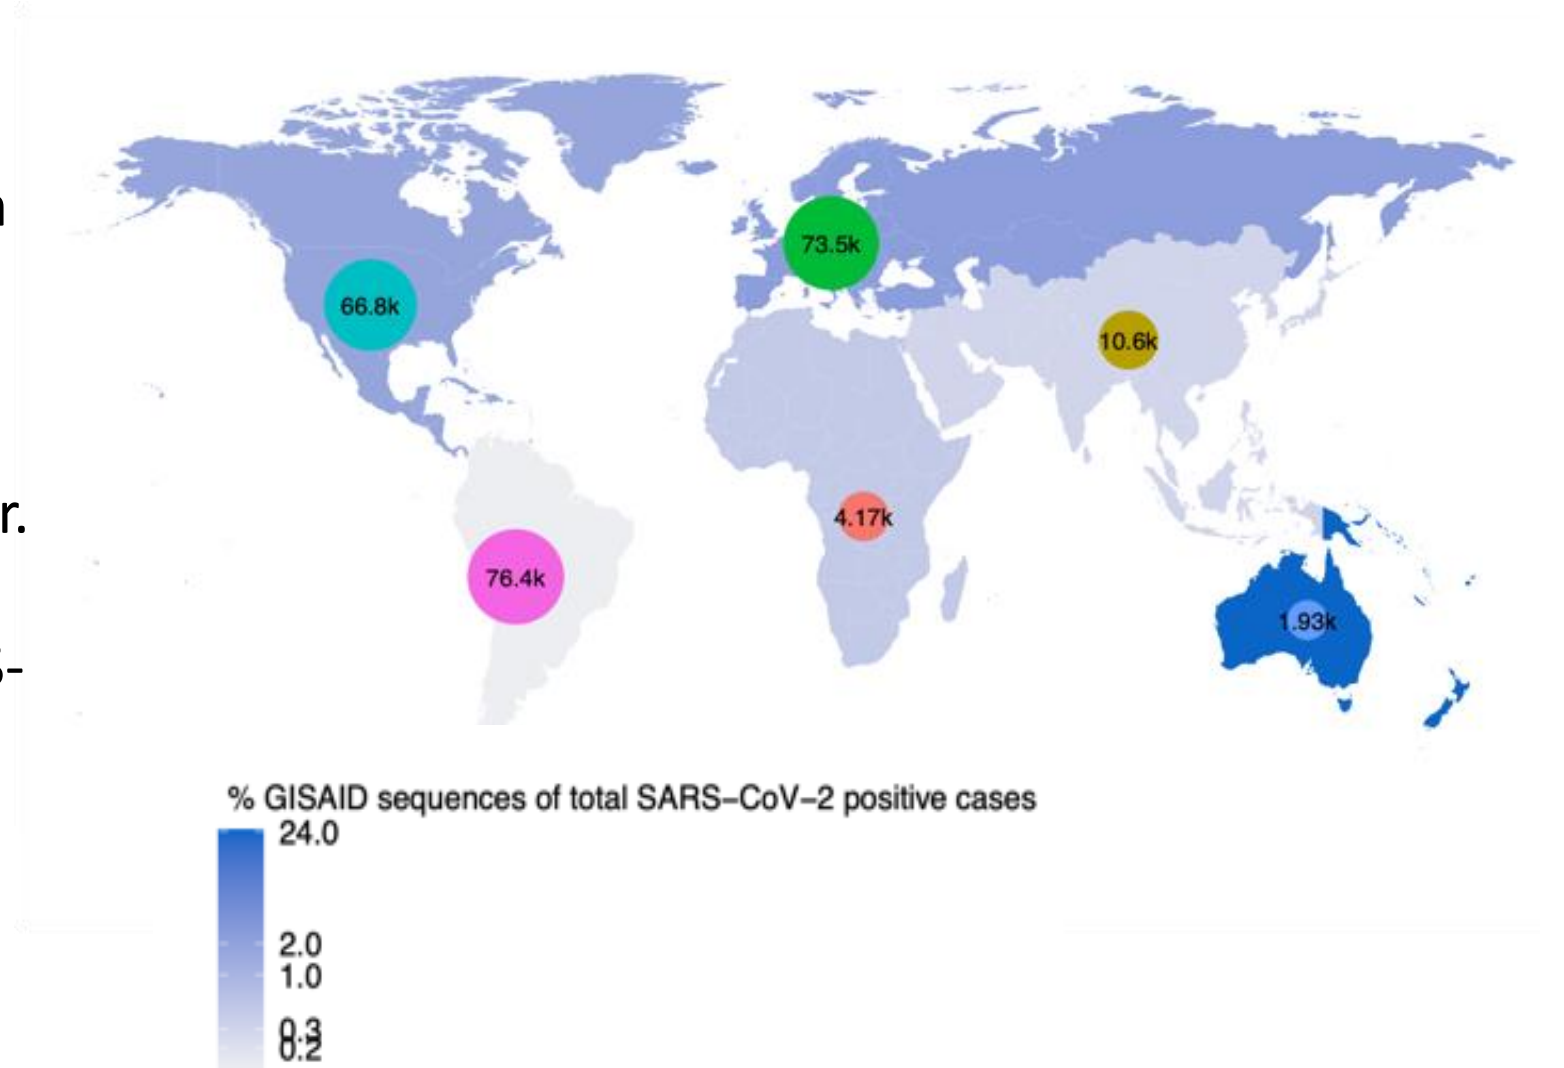 n
73.5k
66.8k
10.6k
r.
4.17k
76.4k
1.93k
% GISAID sequences of total SARS–CoV–2 positive cases
24.0
2.0
1.0
0.3
0.2